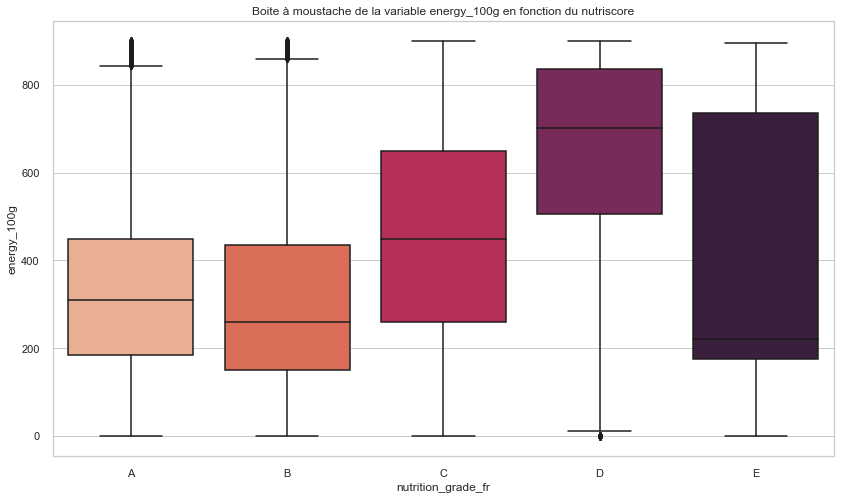 Boite à moustache de la variable energy_100g en fonction du nutriscore
energy_100g
800
600
400
200
0
A B C D E
nutrition_grade_fr